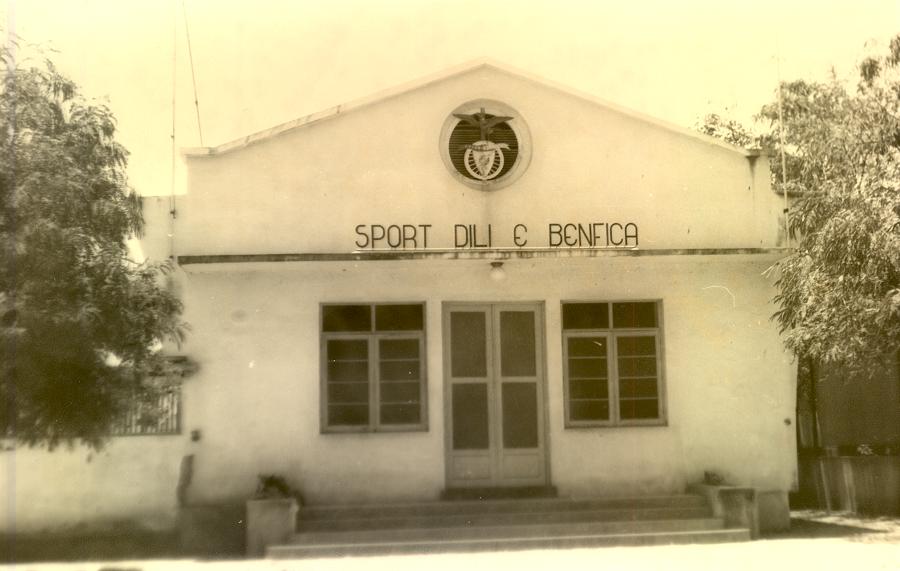 SPORT DILI E BENFICA